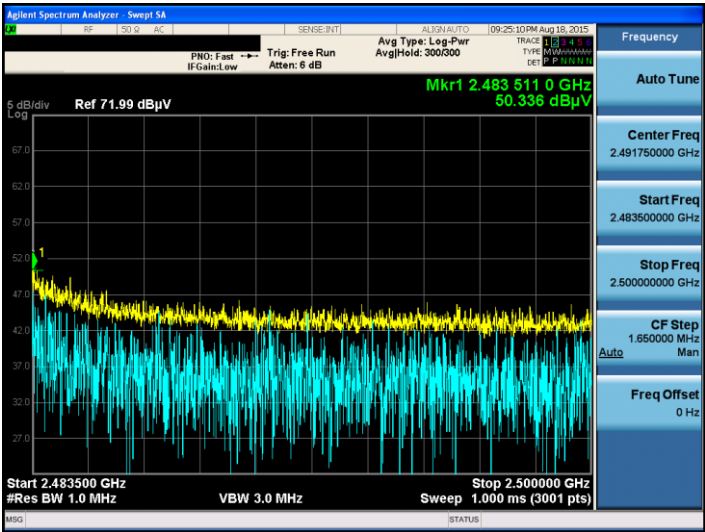 Agilent Spectrum Analyzer - Swept SA
RF 50 Ω AC SENSE:INT ALIGN AUTO 09:25:10 PM Aug 18, 2015
PNO: Fast IFGain:Low
Trig: Free Run Atten: 6 dB
Avg Type: Log-Pwr Avg|Hold: 300/300
TRACE 1 2 3 4 5 6
TYPE M W
DET P P N N N N
Mkr1 2.483 511 0 GHz
50.336 dBµV
5 dB/div Ref 71.99 dBµV
Log
67.0
62.0
57.0
52.0
1
47.0
42.0
37.0
32.0
27.0
Start 2.483500 GHz Stop 2.500000 GHz
#Res BW 1.0 MHz VBW 3.0 MHz Sweep 1.000 ms (3001 pts)
MSG STATUS
Frequency
Auto Tune
Center Freq
2.491750000 GHz
Start Freq
2.483500000 GHz
Stop Freq
2.500000000 GHz
CF Step
1.650000 MHz
Auto Man
Freq Offset
0 Hz